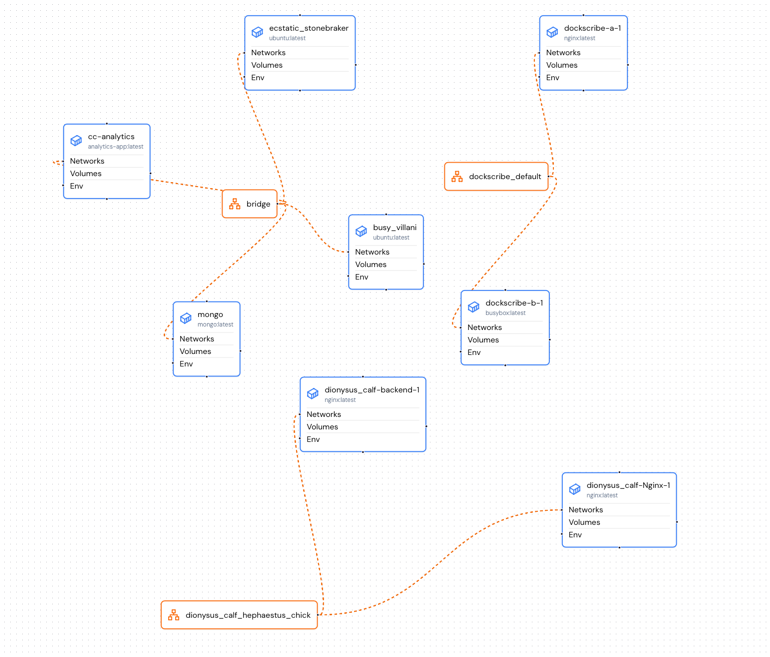 ecstatic_stonebraker
ubuntu:latest
Networks
Volumes
Env
dockscribe-a-1
nginx:latest
Networks
Volumes
Env
cc-analytics
analytics-app:latest
Networks
Volumes
Env
dockscribe_default
bridge
busy_villani
ubuntu:latest
Networks
Volumes
Env
mongo
mongo:latest
Networks
Volumes
Env
dockscribe-b-1
busybox:latest
Networks
Volumes
Env
dionysus_calf-backend-1
nginx:latest
Networks
Volumes
Env
dionysus_calf-Nginx-1
nginx:latest
Networks
Volumes
Env
dionysus_calf_hephaestus_chick